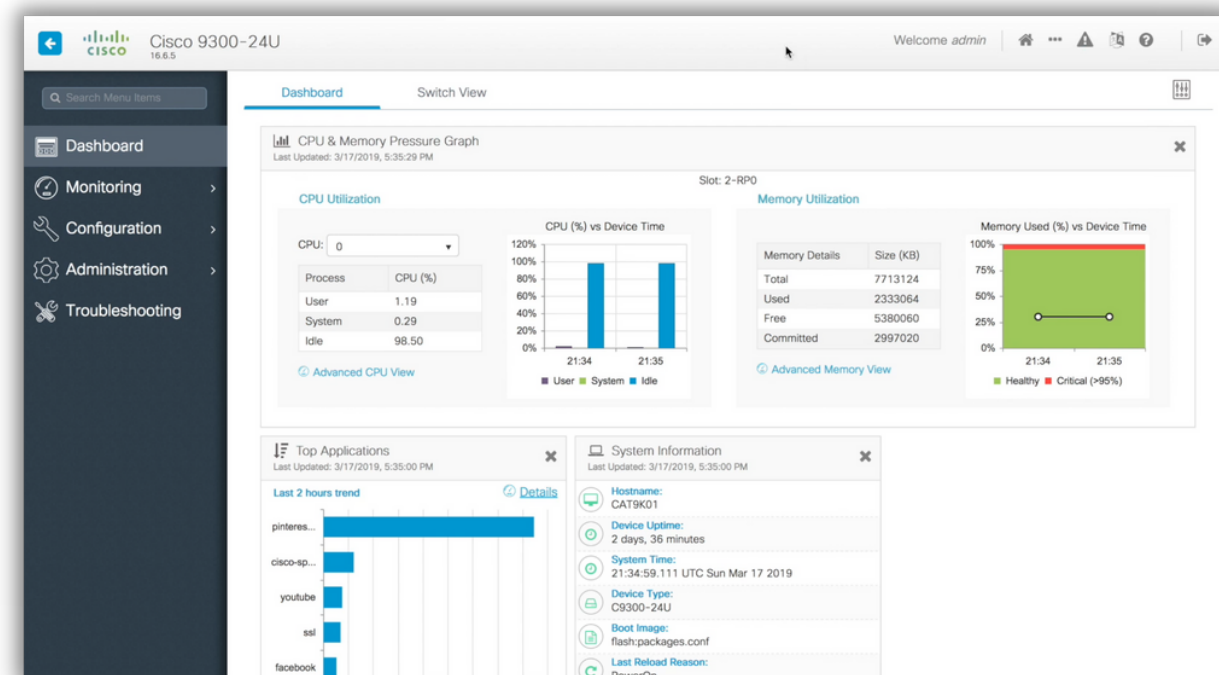 CISCO
Cisco 9300-24U
16.6.5
Welcome admin
Search Menu Items
Dashboard
Monitoring
Configuration
Administration
Troubleshooting
Dashboard
Switch View
CPU & Memory Pressure Graph
Last Updated: 3/17/2019, 5:35:29 PM
Slot: 2-RP0
CPU Utilization
CPU: 0
Process CPU (%)
User 1.19
System 0.29
Idle 98.50
Advanced CPU View
CPU (%) vs Device Time
120%
100%
80%
60%
40%
20%
0%
21:34 21:35
User System Idle
Memory Utilization
Memory Details Size (KB)
Total 7713124
Used 2333064
Free 5380060
Committed 2997020
Advanced Memory View
Memory Used (%) vs Device Time
100%
75%
50%
25%
0%
21:34 21:35
Healthy Critical (>95%)
Top Applications
Last Updated: 3/17/2019, 5:35:00 PM
Last 2 hours trend
Details
pinteres...
cisco-sp...
youtube
ssl
facebook
System Information
Last Updated: 3/17/2019, 5:35:00 PM
Hostname:
CAT9K01
Device Uptime:
2 days, 36 minutes
System Time:
21:34:59.111 UTC Sun Mar 17 2019
Device Type:
C9300-24U
Boot Image:
flash:packages.conf
Last Reload Reason:
PowerOn